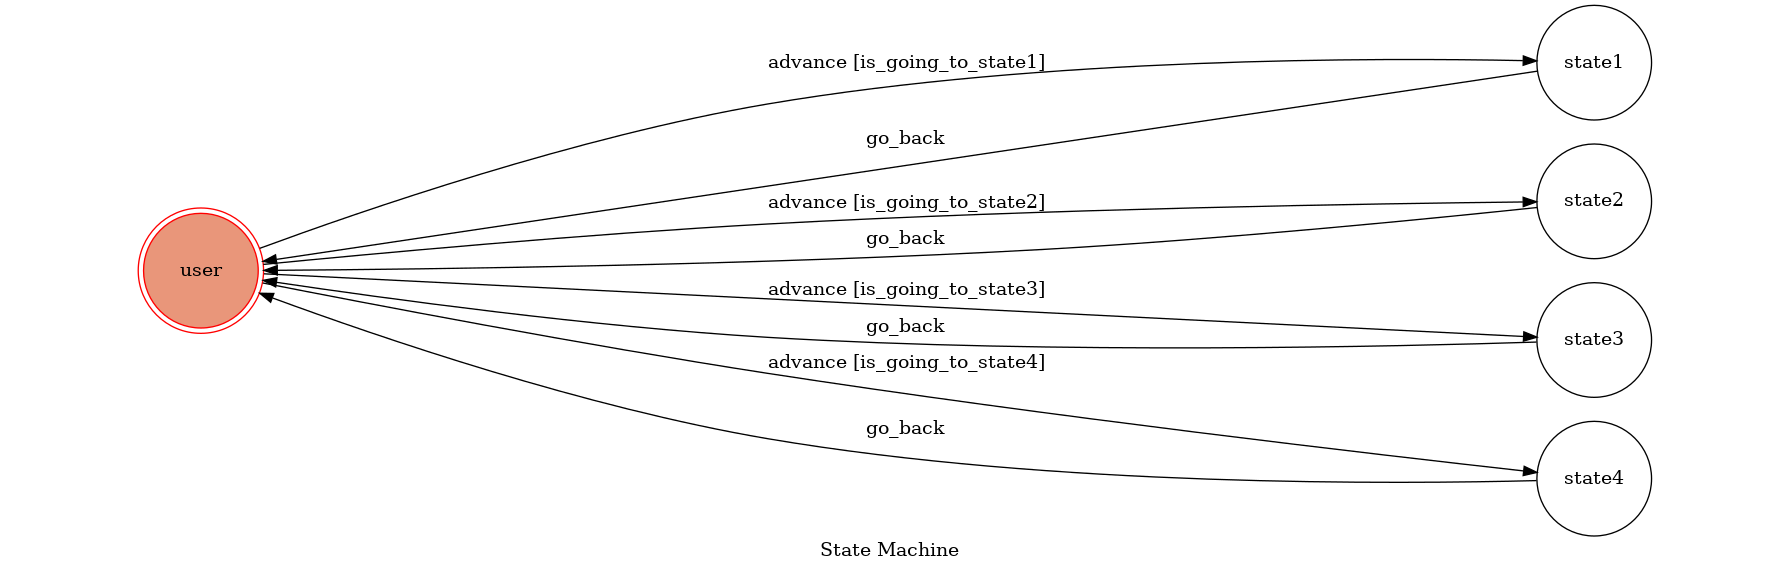 advance [is_going_to_state1]
state1
go_back
advance [is_going_to_state2]
state2
go_back
user
advance [is_going_to_state3]
go_back
state3
advance [is_going_to_state4]
go_back
state4
State Machine